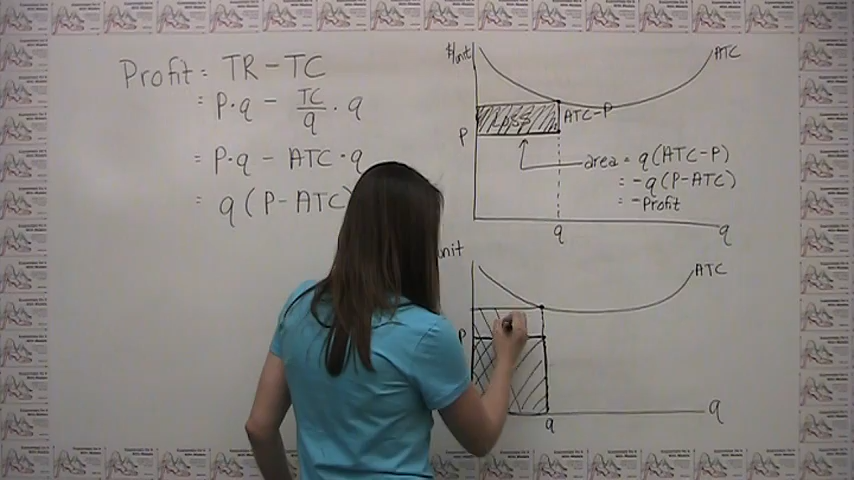 Profit = TR - TC
= P·q - TC/q · q
= P·q - ATC·q
= q (P - ATC)
$/unit
ATC
Loss
ATC-P
P
area = q(ATC-P)
= -q(P-ATC)
= -Profit
q
q
unit
ATC
P
q
q